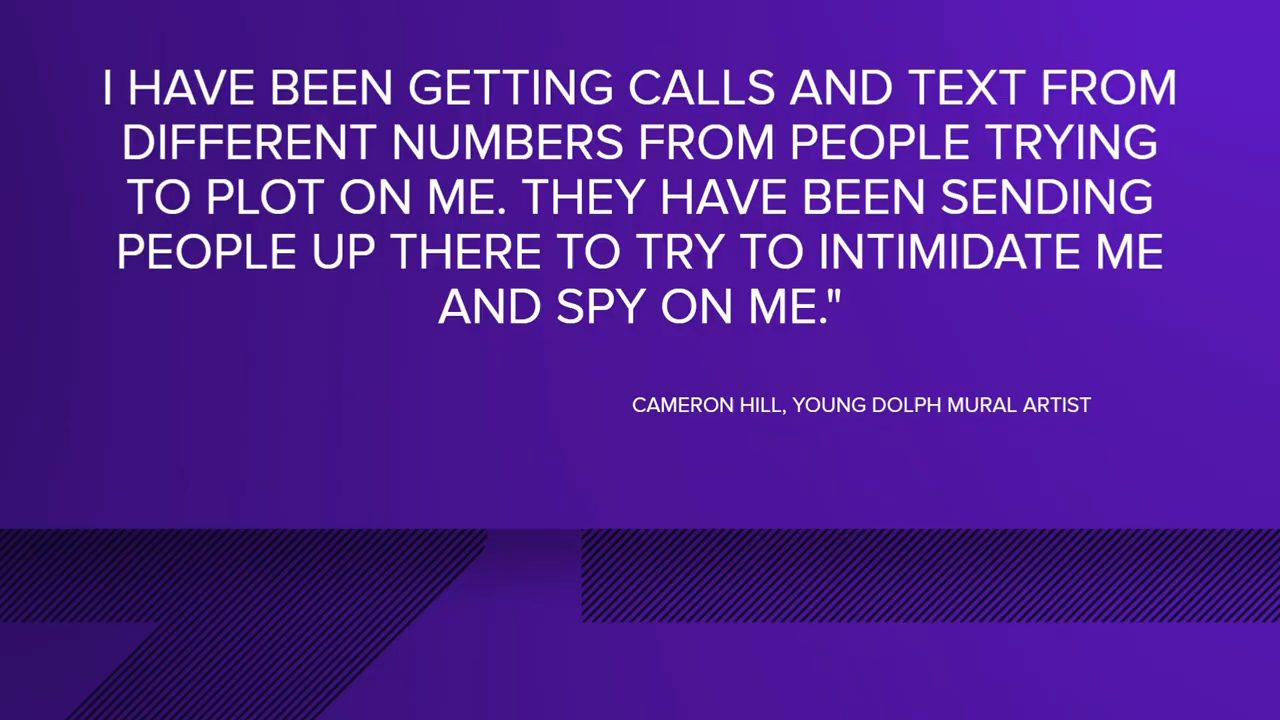 I HAVE BEEN GETTING CALLS AND TEXT FROM
DIFFERENT NUMBERS FROM PEOPLE TRYING
TO PLOT ON ME. THEY HAVE BEEN SENDING
PEOPLE UP THERE TO TRY TO INTIMIDATE ME
AND SPY ON ME."
CAMERON HILL, YOUNG DOLPH MURAL ARTIST